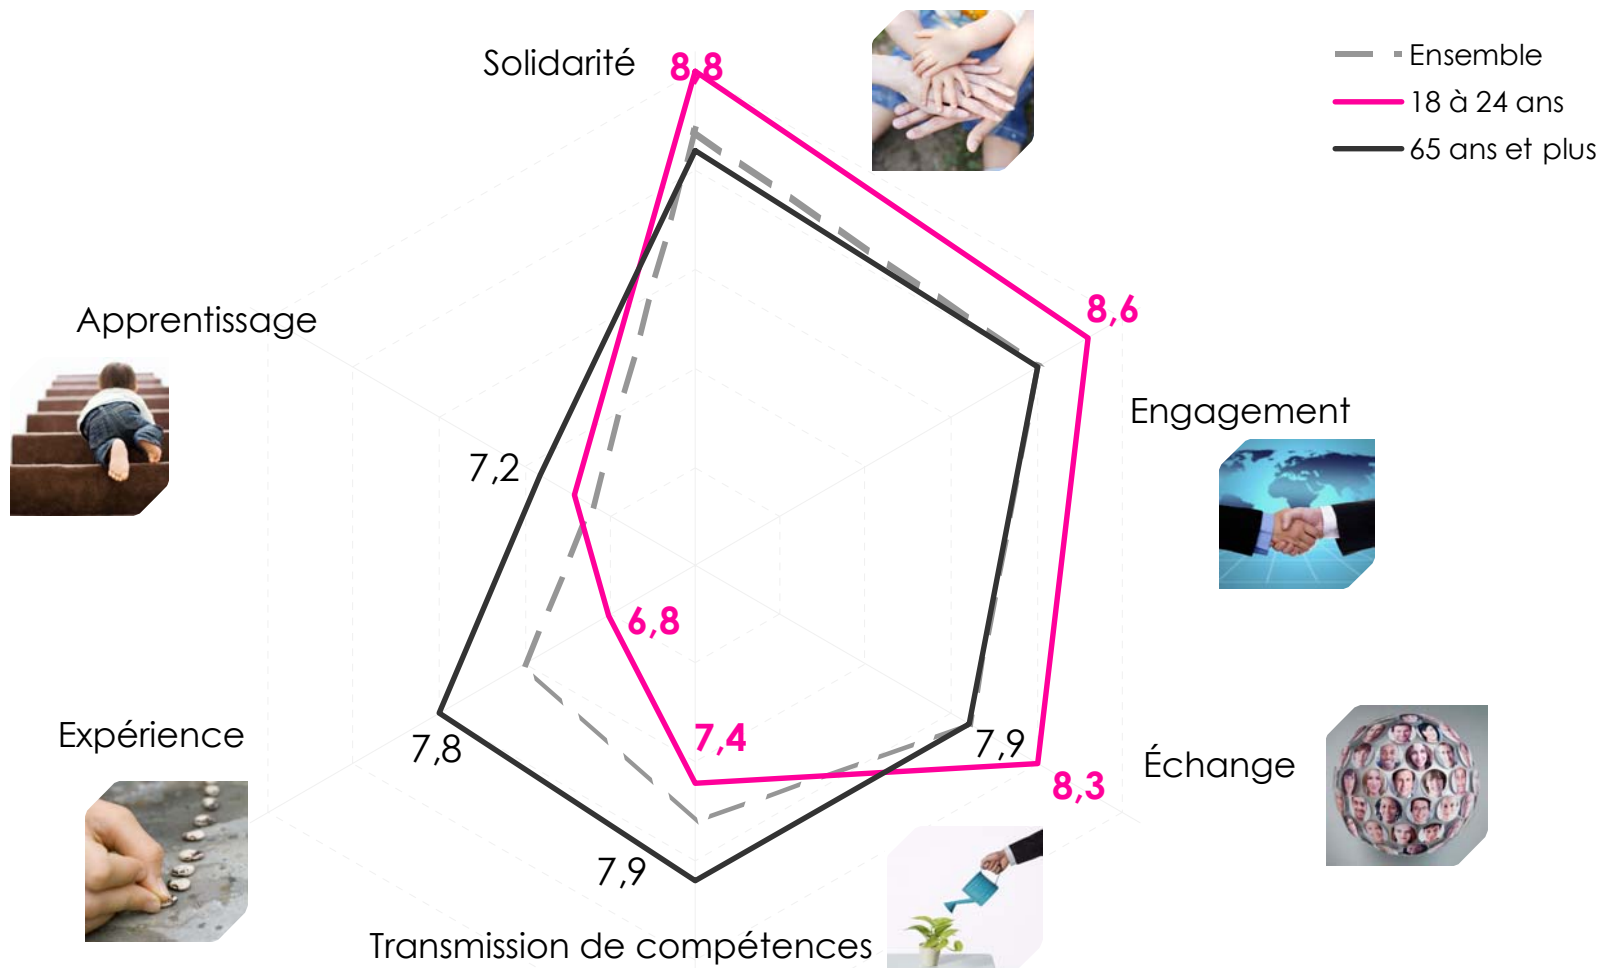 Solidarité
8,8
Ensemble
18 à 24 ans
65 ans et plus
8,6
Apprentissage
Engagement
7,2
6,8
Expérience
7,8
7,4
7,9
Échange
8,3
7,9
Transmission de compétences